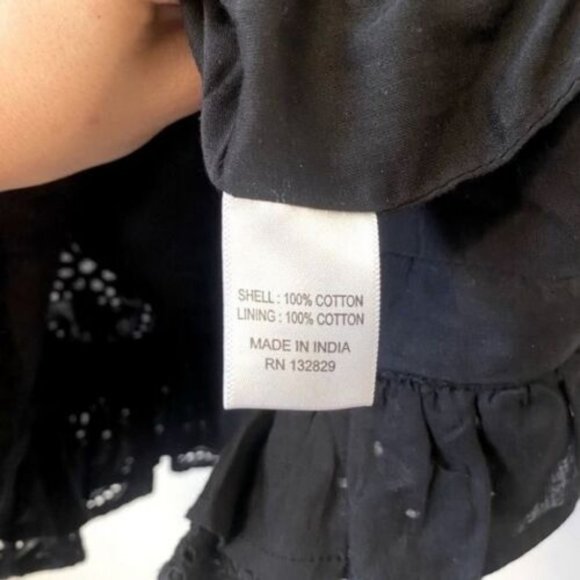 SHELL : 100% COTTON
LINING : 100% COTTON
MADE IN INDIA
RN 132829